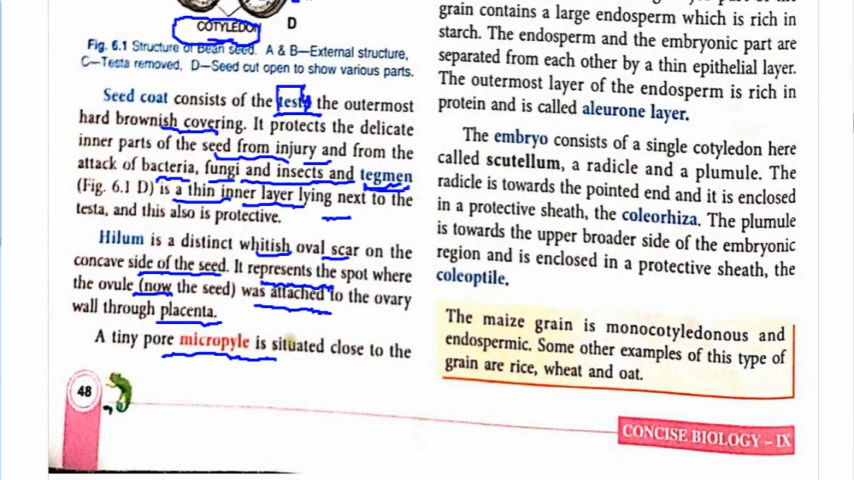 COTYLEDON
D
Fig. 6.1 Structure of Bean seed. A & B–External structure,
C–Testa removed, D–Seed cut open to show various parts.
Seed coat consists of the testa, the outermost
hard brownish covering. It protects the delicate
inner parts of the seed from injury and from the
attack of bacteria, fungi and insects and tegmen
(Fig. 6.1 D) is a thin inner layer lying next to the
testa, and this also is protective.
Hilum is a distinct whitish oval scar on the
concave side of the seed. It represents the spot where
the ovule (now the seed) was attached to the ovary
wall through placenta.
A tiny pore micropyle is situated close to the
48
grain contains a large endosperm which is rich in
starch. The endosperm and the embryonic part are
separated from each other by a thin epithelial layer.
The outermost layer of the endosperm is rich in
protein and is called aleurone layer.
The embryo consists of a single cotyledon here
called scutellum, a radicle and a plumule. The
radicle is towards the pointed end and it is enclosed
in a protective sheath, the coleorhiza. The plumule
is towards the upper broader side of the embryonic
region and is enclosed in a protective sheath, the
coleoptile.
The maize grain is monocotyledonous and
endospermic. Some other examples of this type of
grain are rice, wheat and oat.
CONCISE BIOLOGY – IX